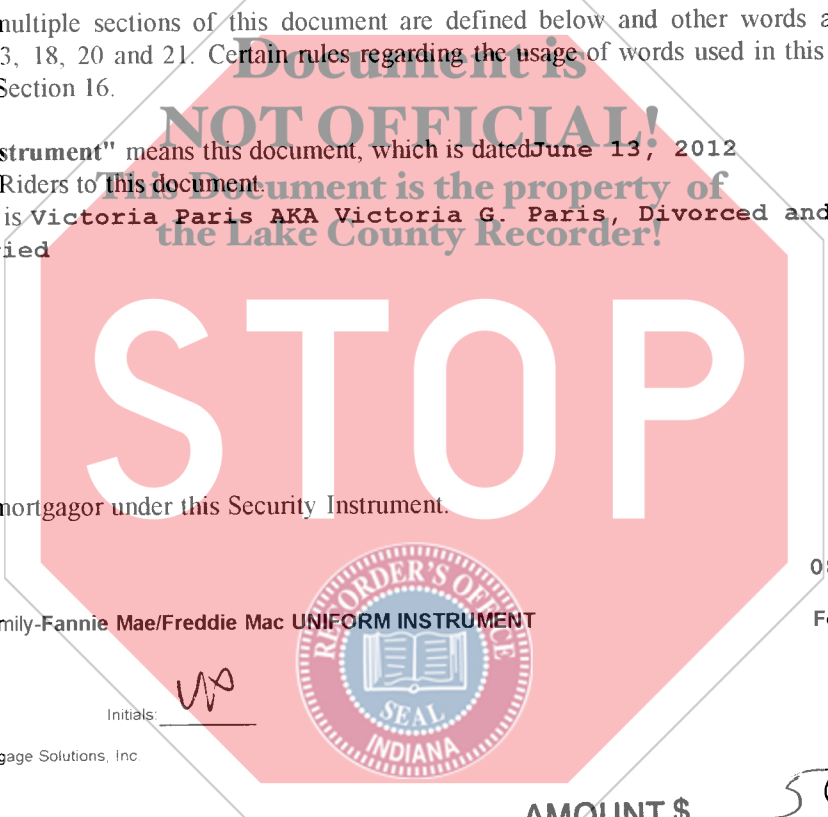 multiple sections of this document are defined below and other words a
3, 18, 20 and 21. Certain rules regarding the usage of words used in this
Section 16.
Document is
NOT OFFICIAL!
strument" means this document, which is datedJune 13, 2012
Riders to this document.
This Document is the property of
is Victoria Paris AKA Victoria G. Paris, Divorced and
the Lake County Recorder!
ried
STOP
mortgagor under this Security Instrument.
RECORDER'S OFFICE
SEAL
INDIANA
mily-Fannie Mae/Freddie Mac UNIFORM INSTRUMENT
Initials: VP
gage Solutions, Inc
AMOUNT $